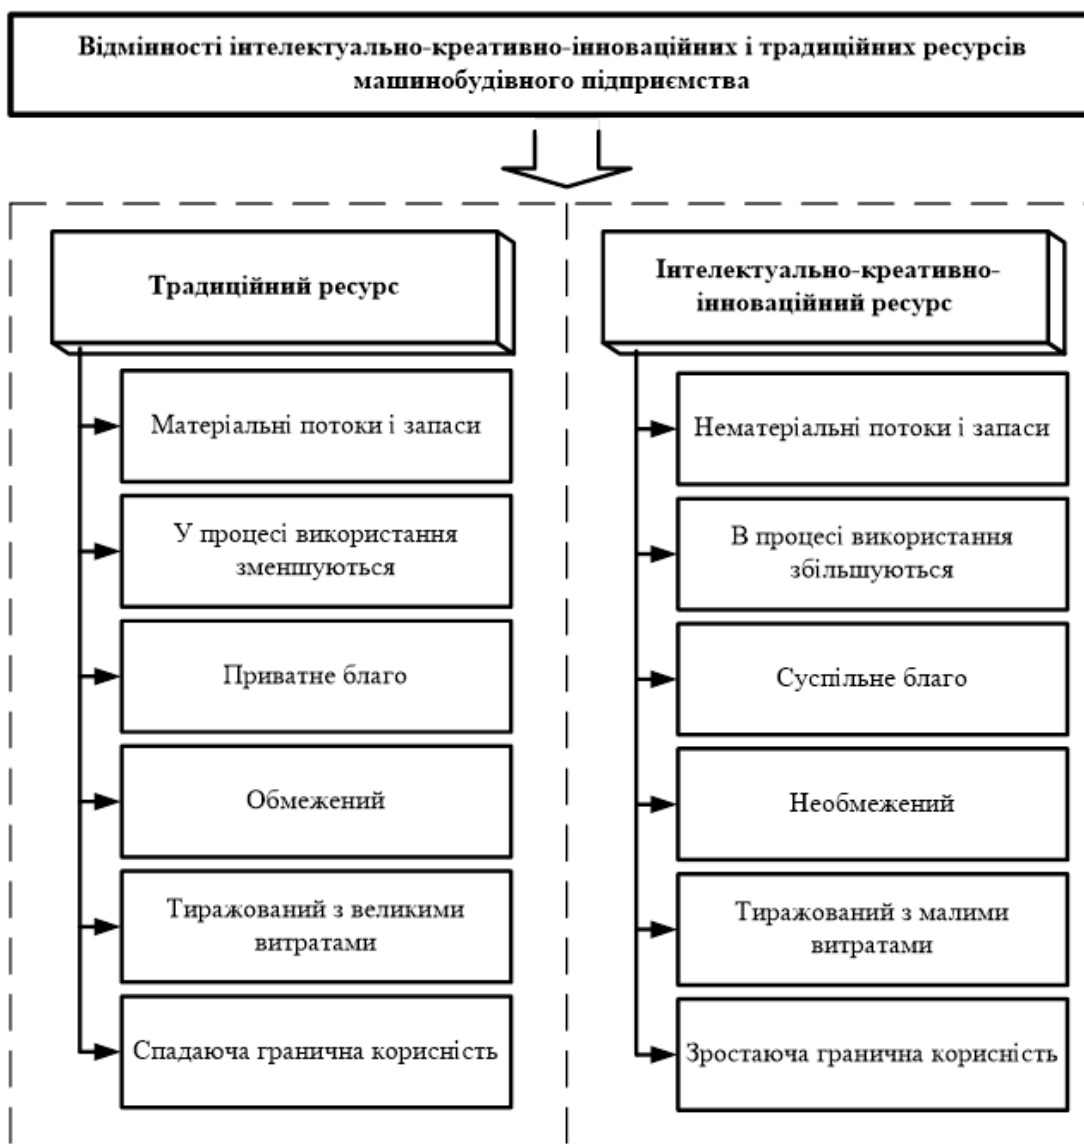 Відмінності інтелектуально-креативно-інноваційних і традиційних ресурсів
машинобудівного підприємства
Традиційний ресурс
Матеріальні потоки і запаси
У процесі використання
зменшуються
Приватне благо
Обмежений
Тиражований з великими
витратами
Спадаюча гранична корисність
Інтелектуально-креативно-
інноваційний ресурс
Нематеріальні потоки і запаси
В процесі використання
збільшуються
Суспільне благо
Необмежений
Тиражований з малими
витратами
Зростаюча гранична корисність